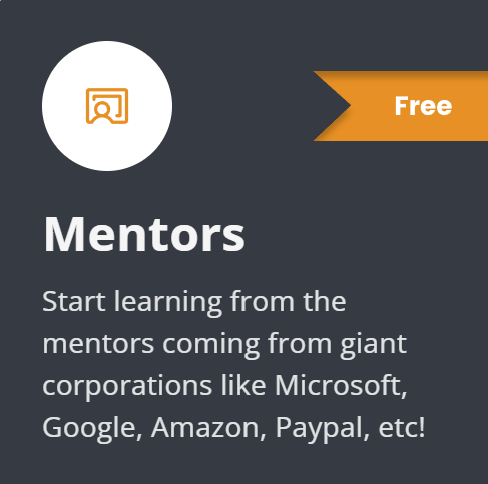 Free
Mentors
Start learning from the
mentors coming from giant
corporations like Microsoft,
Google, Amazon, Paypal, etc!